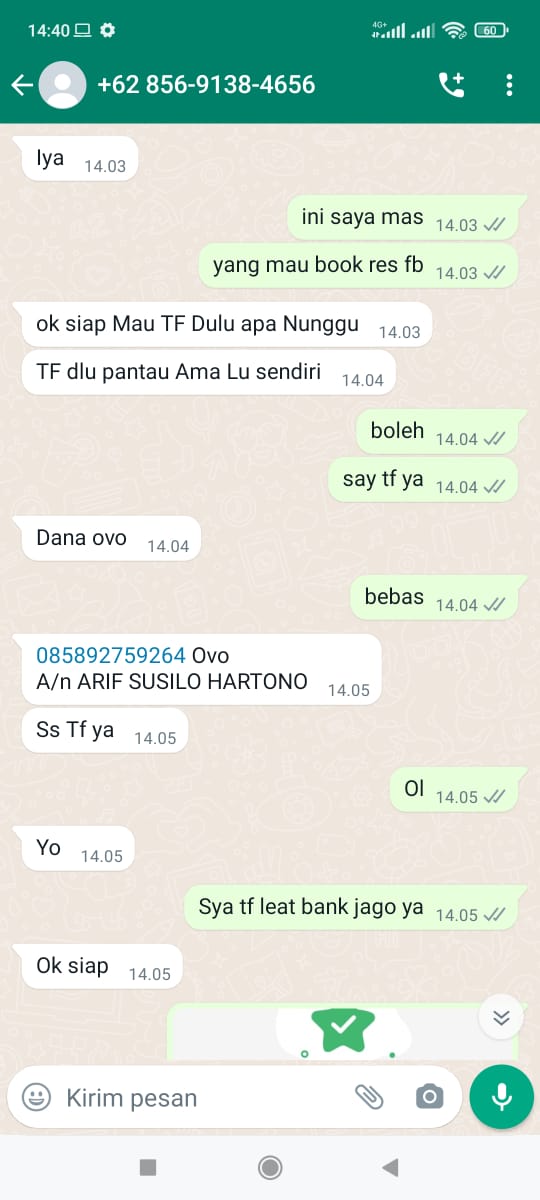 14:40
4G+
60
+62 856-9138-4656
Iya 14.03
ini saya mas 14.03
yang mau book res fb 14.03
ok siap Mau TF Dulu apa Nunggu 14.03
TF dlu pantau Ama Lu sendiri 14.04
boleh 14.04
say tf ya 14.04
Dana ovo 14.04
bebas 14.04
085892759264 Ovo
A/n ARIF SUSILO HARTONO 14.05
Ss Tf ya 14.05
Ol 14.05
Yo 14.05
Sya tf leat bank jago ya 14.05
Ok siap 14.05
Kirim pesan